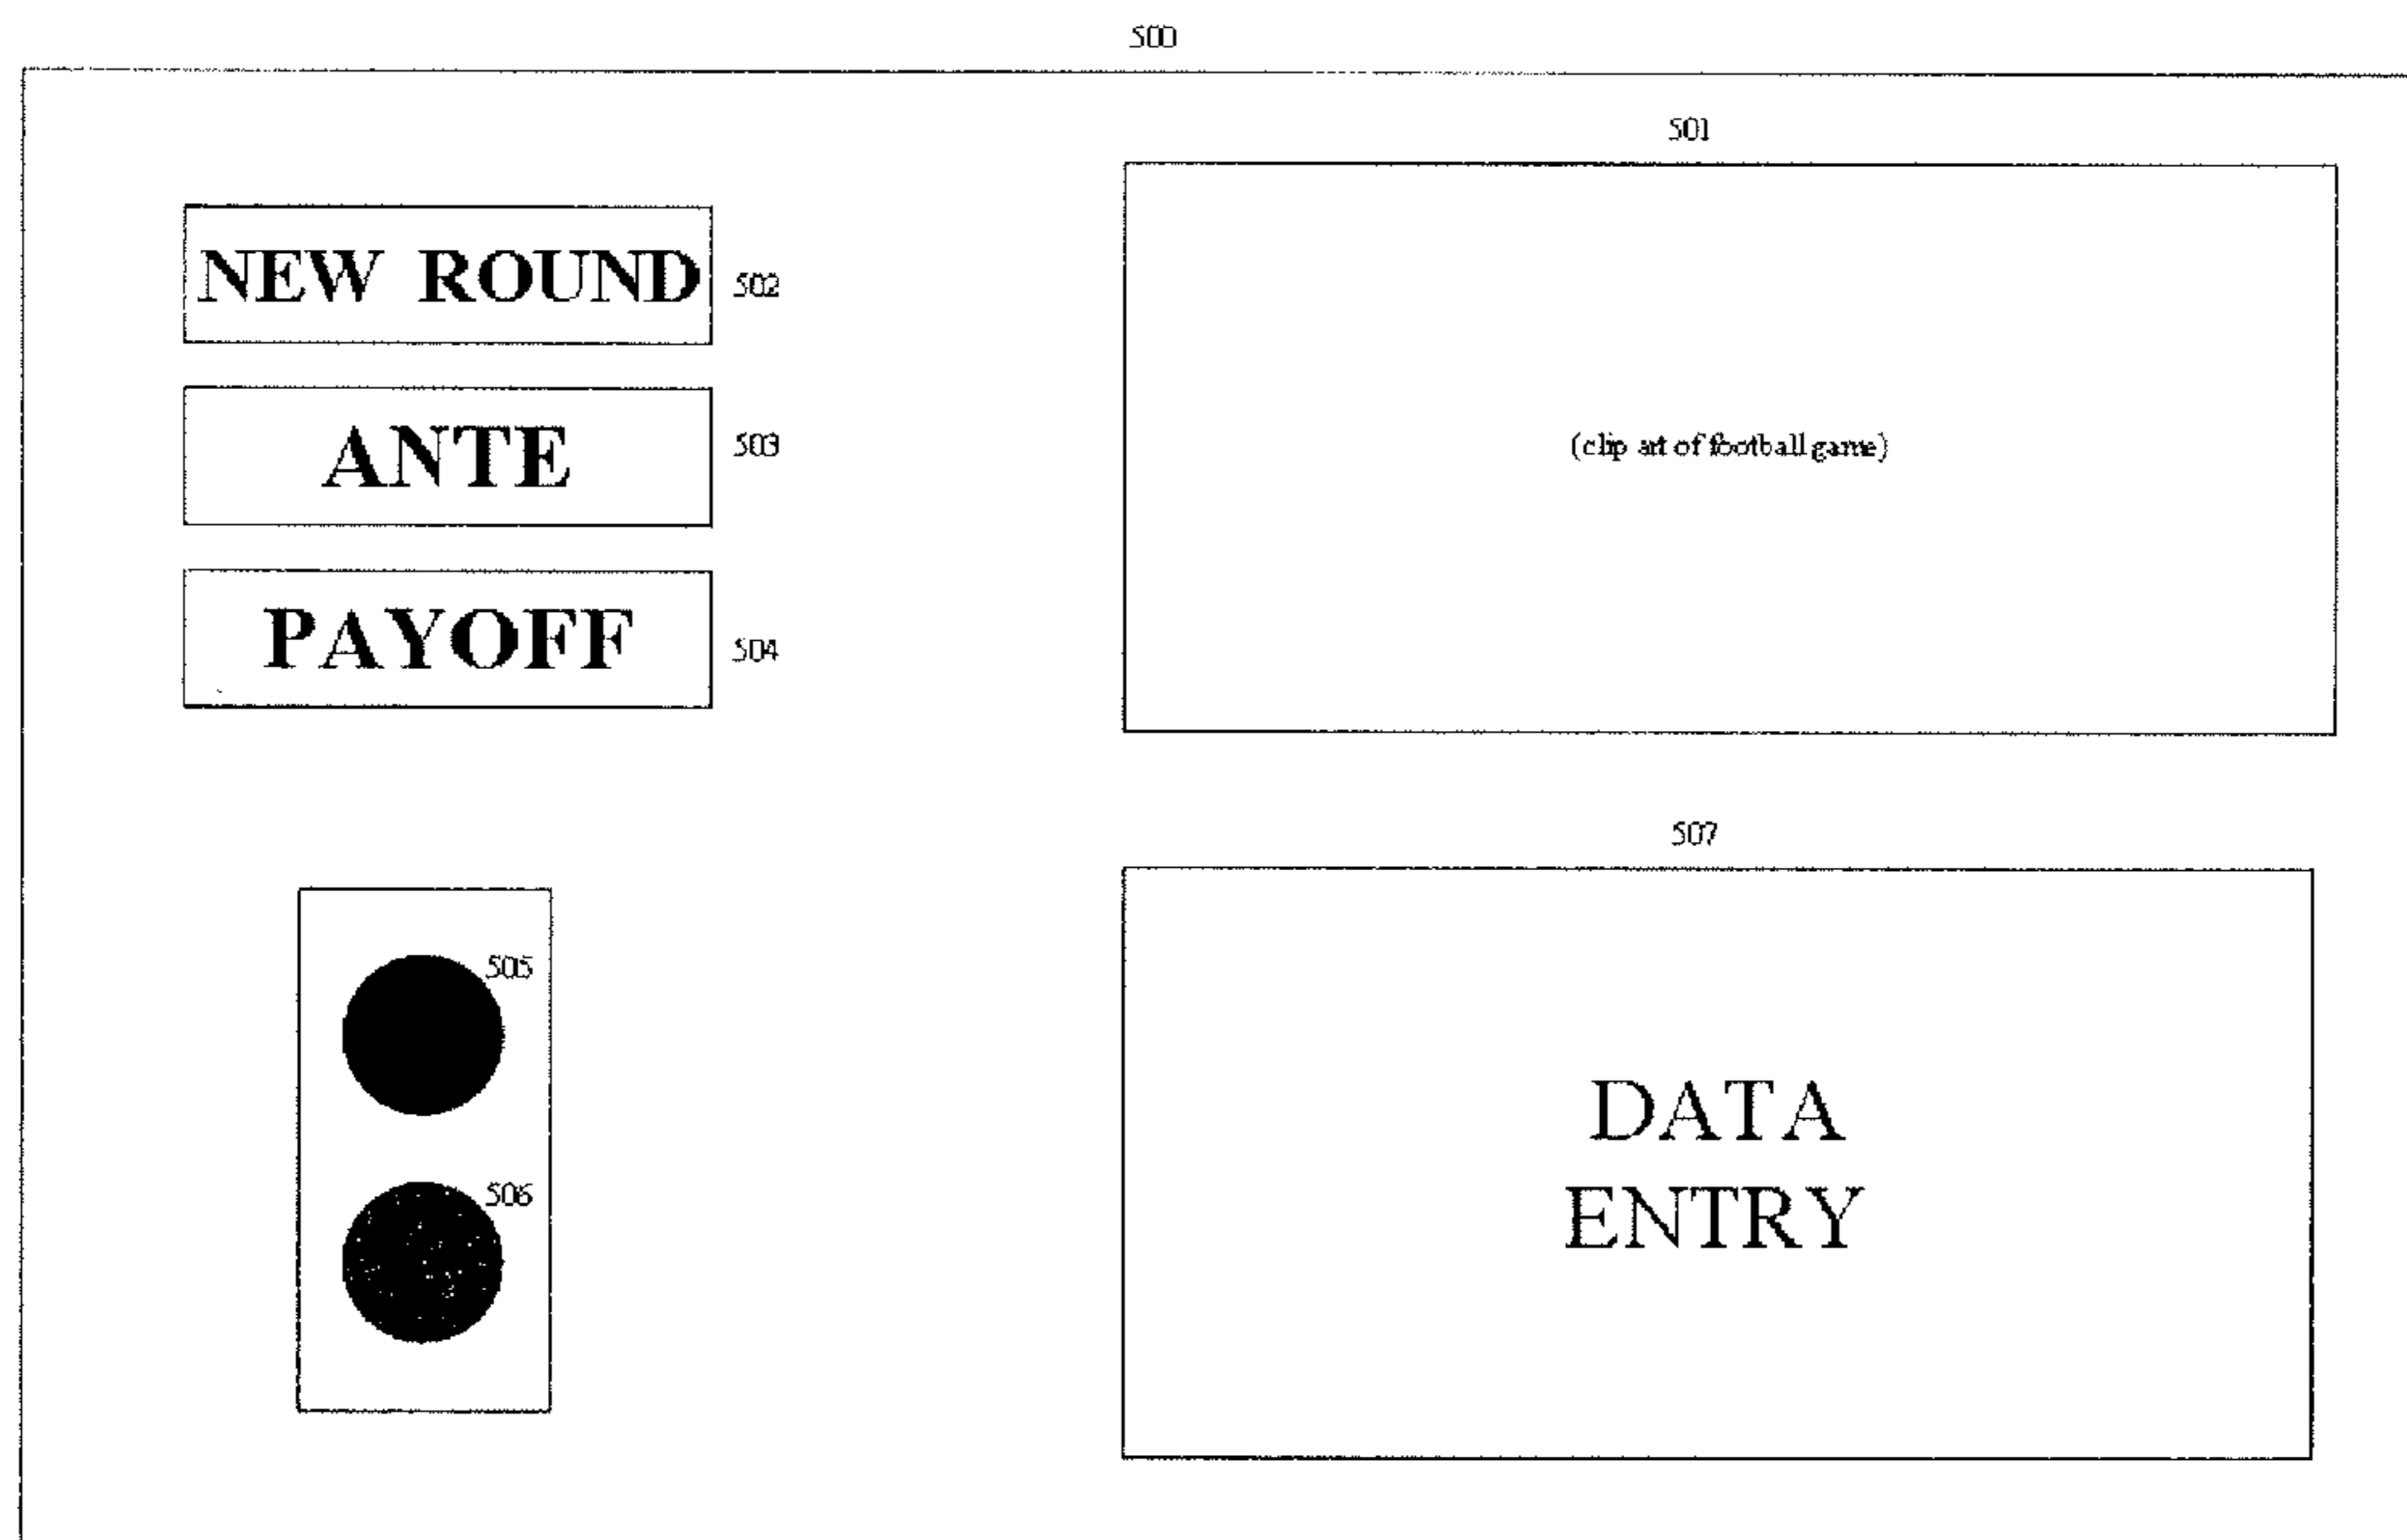 500
501
NEW ROUND
502
ANTE
503
(clip art of football game)
PAYOFF
504
507
505
506
DATA
ENTRY